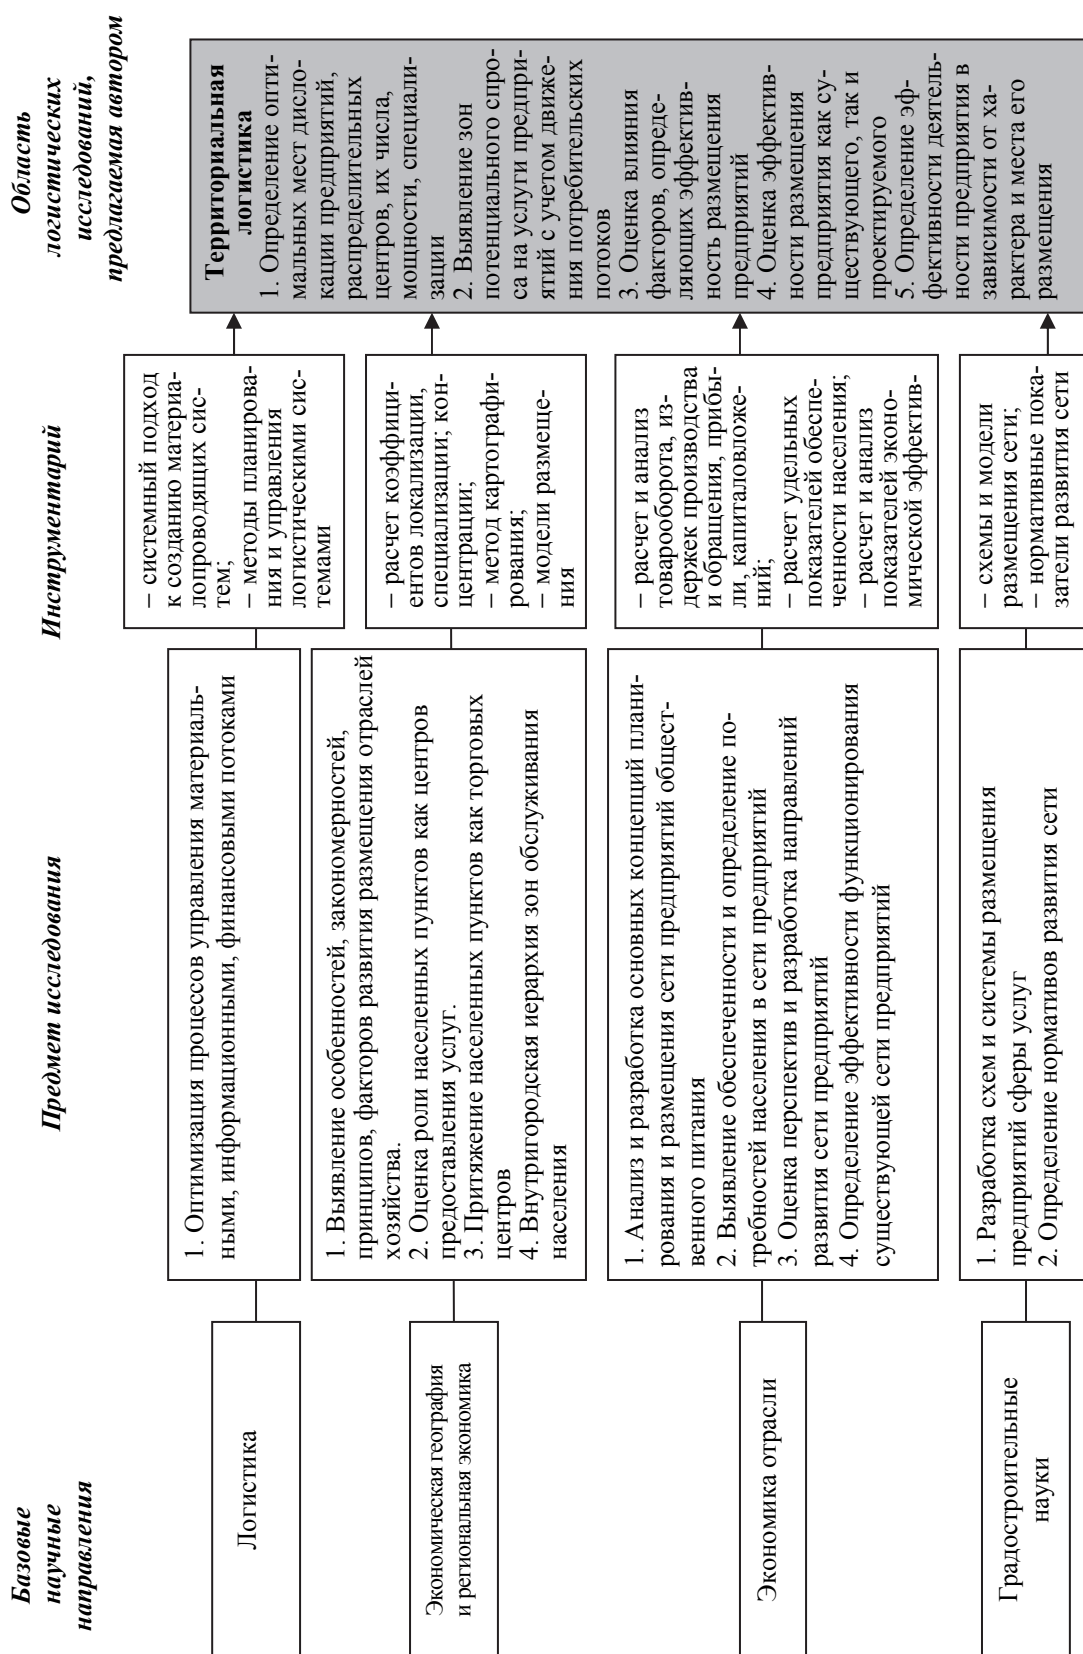 Базовые
научные
направления
Предмет исследования
Инструментарий
Область
логистических
исследований,
предлагаемая автором
Логистика
1. Оптимизация процессов управления материаль-
ными, информационными, финансовыми потоками
– системный подход
к созданию материа-
лопроводящих сис-
тем;
– методы планирова-
ния и управления
логистическими сис-
темами
Экономическая география
и региональная экономика
1. Выявление особенностей, закономерностей,
принципов, факторов развития размещения отраслей
хозяйства.
2. Оценка роли населенных пунктов как центров
предоставления услуг.
3. Притяжение населенных пунктов как торговых
центров
4. Внутригородская иерархия зон обслуживания
населения
– расчет коэффици-
ентов локализации,
специализации; кон-
центрации;
– метод картографи-
рования;
– модели размеще-
ния
Экономика отрасли
1. Анализ и разработка основных концепций плани-
рования и размещения сети предприятий общест-
венного питания
2. Выявление обеспеченности и определение по-
требностей населения в сети предприятий
3. Оценка перспектив и разработка направлений
развития сети предприятий
4. Определение эффективности функционирования
существующей сети предприятий
– расчет и анализ
товарооборота, из-
держек производства
и обращения, прибы-
ли, капиталовложе-
ний;
– расчет удельных
показателей обеспе-
ченности населения;
– расчет и анализ
показателей эконо-
мической эффектив-
Градостроительные
науки
1. Разработка схем и системы размещения
предприятий сферы услуг
2. Определение нормативов развития сети
– схемы и модели
размещения сети;
– нормативные пока-
затели развития сети
Территориальная
логистика
1. Определение опти-
мальных мест дисло-
кации предприятий,
распределительных
центров, их числа,
мощности, специали-
зации
2. Выявление зон
потенциального спро-
са на услуги предпри-
ятий с учетом движе-
ния потребительских
потоков
3. Оценка влияния
факторов, опреде-
ляющих эффектив-
ность размещения
предприятий
4. Оценка эффектив-
ности размещения
предприятия как су-
ществующего, так и
проектируемого
5. Определение эф-
фективности деятель-
ности предприятия в
зависимости от ха-
рактера и места его
размещения